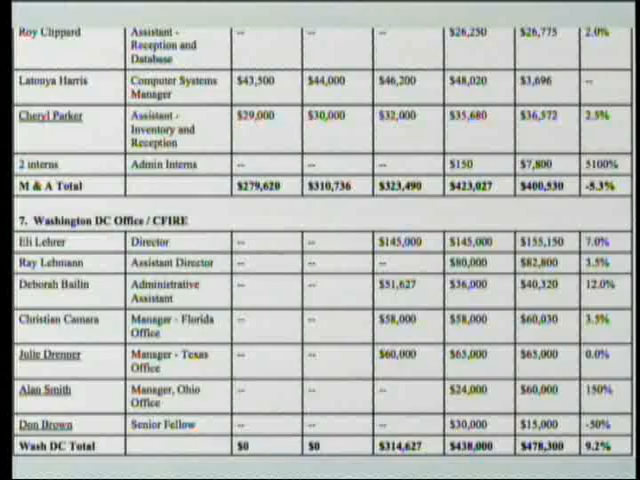 Roy Clippard Assistant - -- -- -- $26,250 $26,775 2.0%
Reception and
Database
Latonya Harris Computer Systems $43,500 $44,000 $46,200 $48,020 $3,696 --
Manager
Cheryl Parker Assistant - $29,000 $30,000 $32,000 $35,680 $36,572 2.5%
Inventory and
Reception
2 interns Admin Interns -- -- -- $150 $7,800 5100%
M & A Total $279,620 $310,736 $323,490 $423,027 $400,530 -5.3%
7. Washington DC Office / CFIRE
Eli Lehrer Director -- -- $145,000 $145,000 $155,150 7.0%
Ray Lehmann Assistant Director -- -- -- $80,000 $82,800 3.5%
Deborah Bailin Administrative -- -- $51,627 $36,000 $40,320 12.0%
Assistant
Christian Camara Manager - Florida -- -- $58,000 $58,000 $60,030 3.5%
Office
Julie Drenner Manager - Texas -- -- $60,000 $65,000 $65,000 0.0%
Office
Alan Smith Manager, Ohio -- -- -- $24,000 $60,000 150%
Office
Don Brown Senior Fellow -- -- -- $30,000 $15,000 -50%
Wash DC Total $0 $0 $314,627 $438,000 $478,300 9.2%